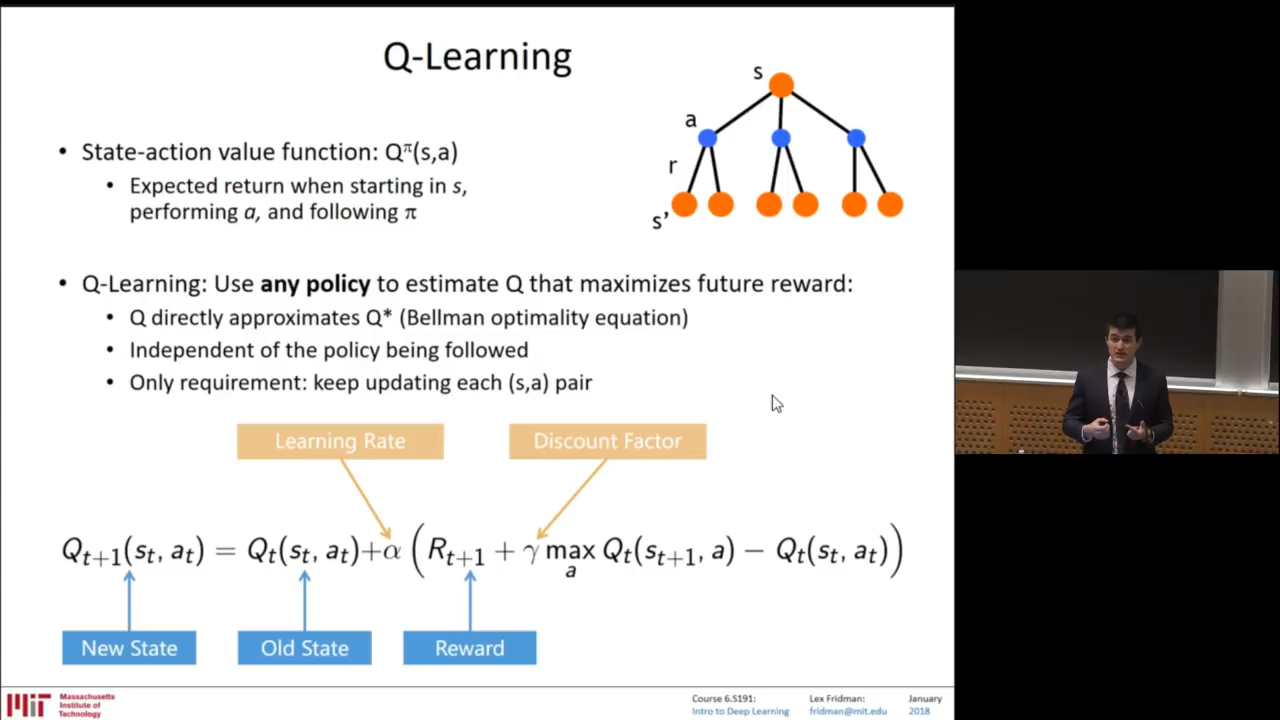 Q-Learning
s
a
r
s'
• State-action value function: Qπ(s,a)
• Expected return when starting in s,
performing a, and following π
• Q-Learning: Use any policy to estimate Q that maximizes future reward:
• Q directly approximates Q* (Bellman optimality equation)
• Independent of the policy being followed
• Only requirement: keep updating each (s,a) pair
Learning Rate
Discount Factor
Qt+1(st, at) = Qt(st, at)+α (Rt+1 + γ max a Qt(st+1, a) − Qt(st, at))
New State
Old State
Reward
MIT
Massachusetts
Institute of
Technology
Course 6.S191:
Intro to Deep Learning
Lex Fridman:
fridman@mit.edu
January
2018